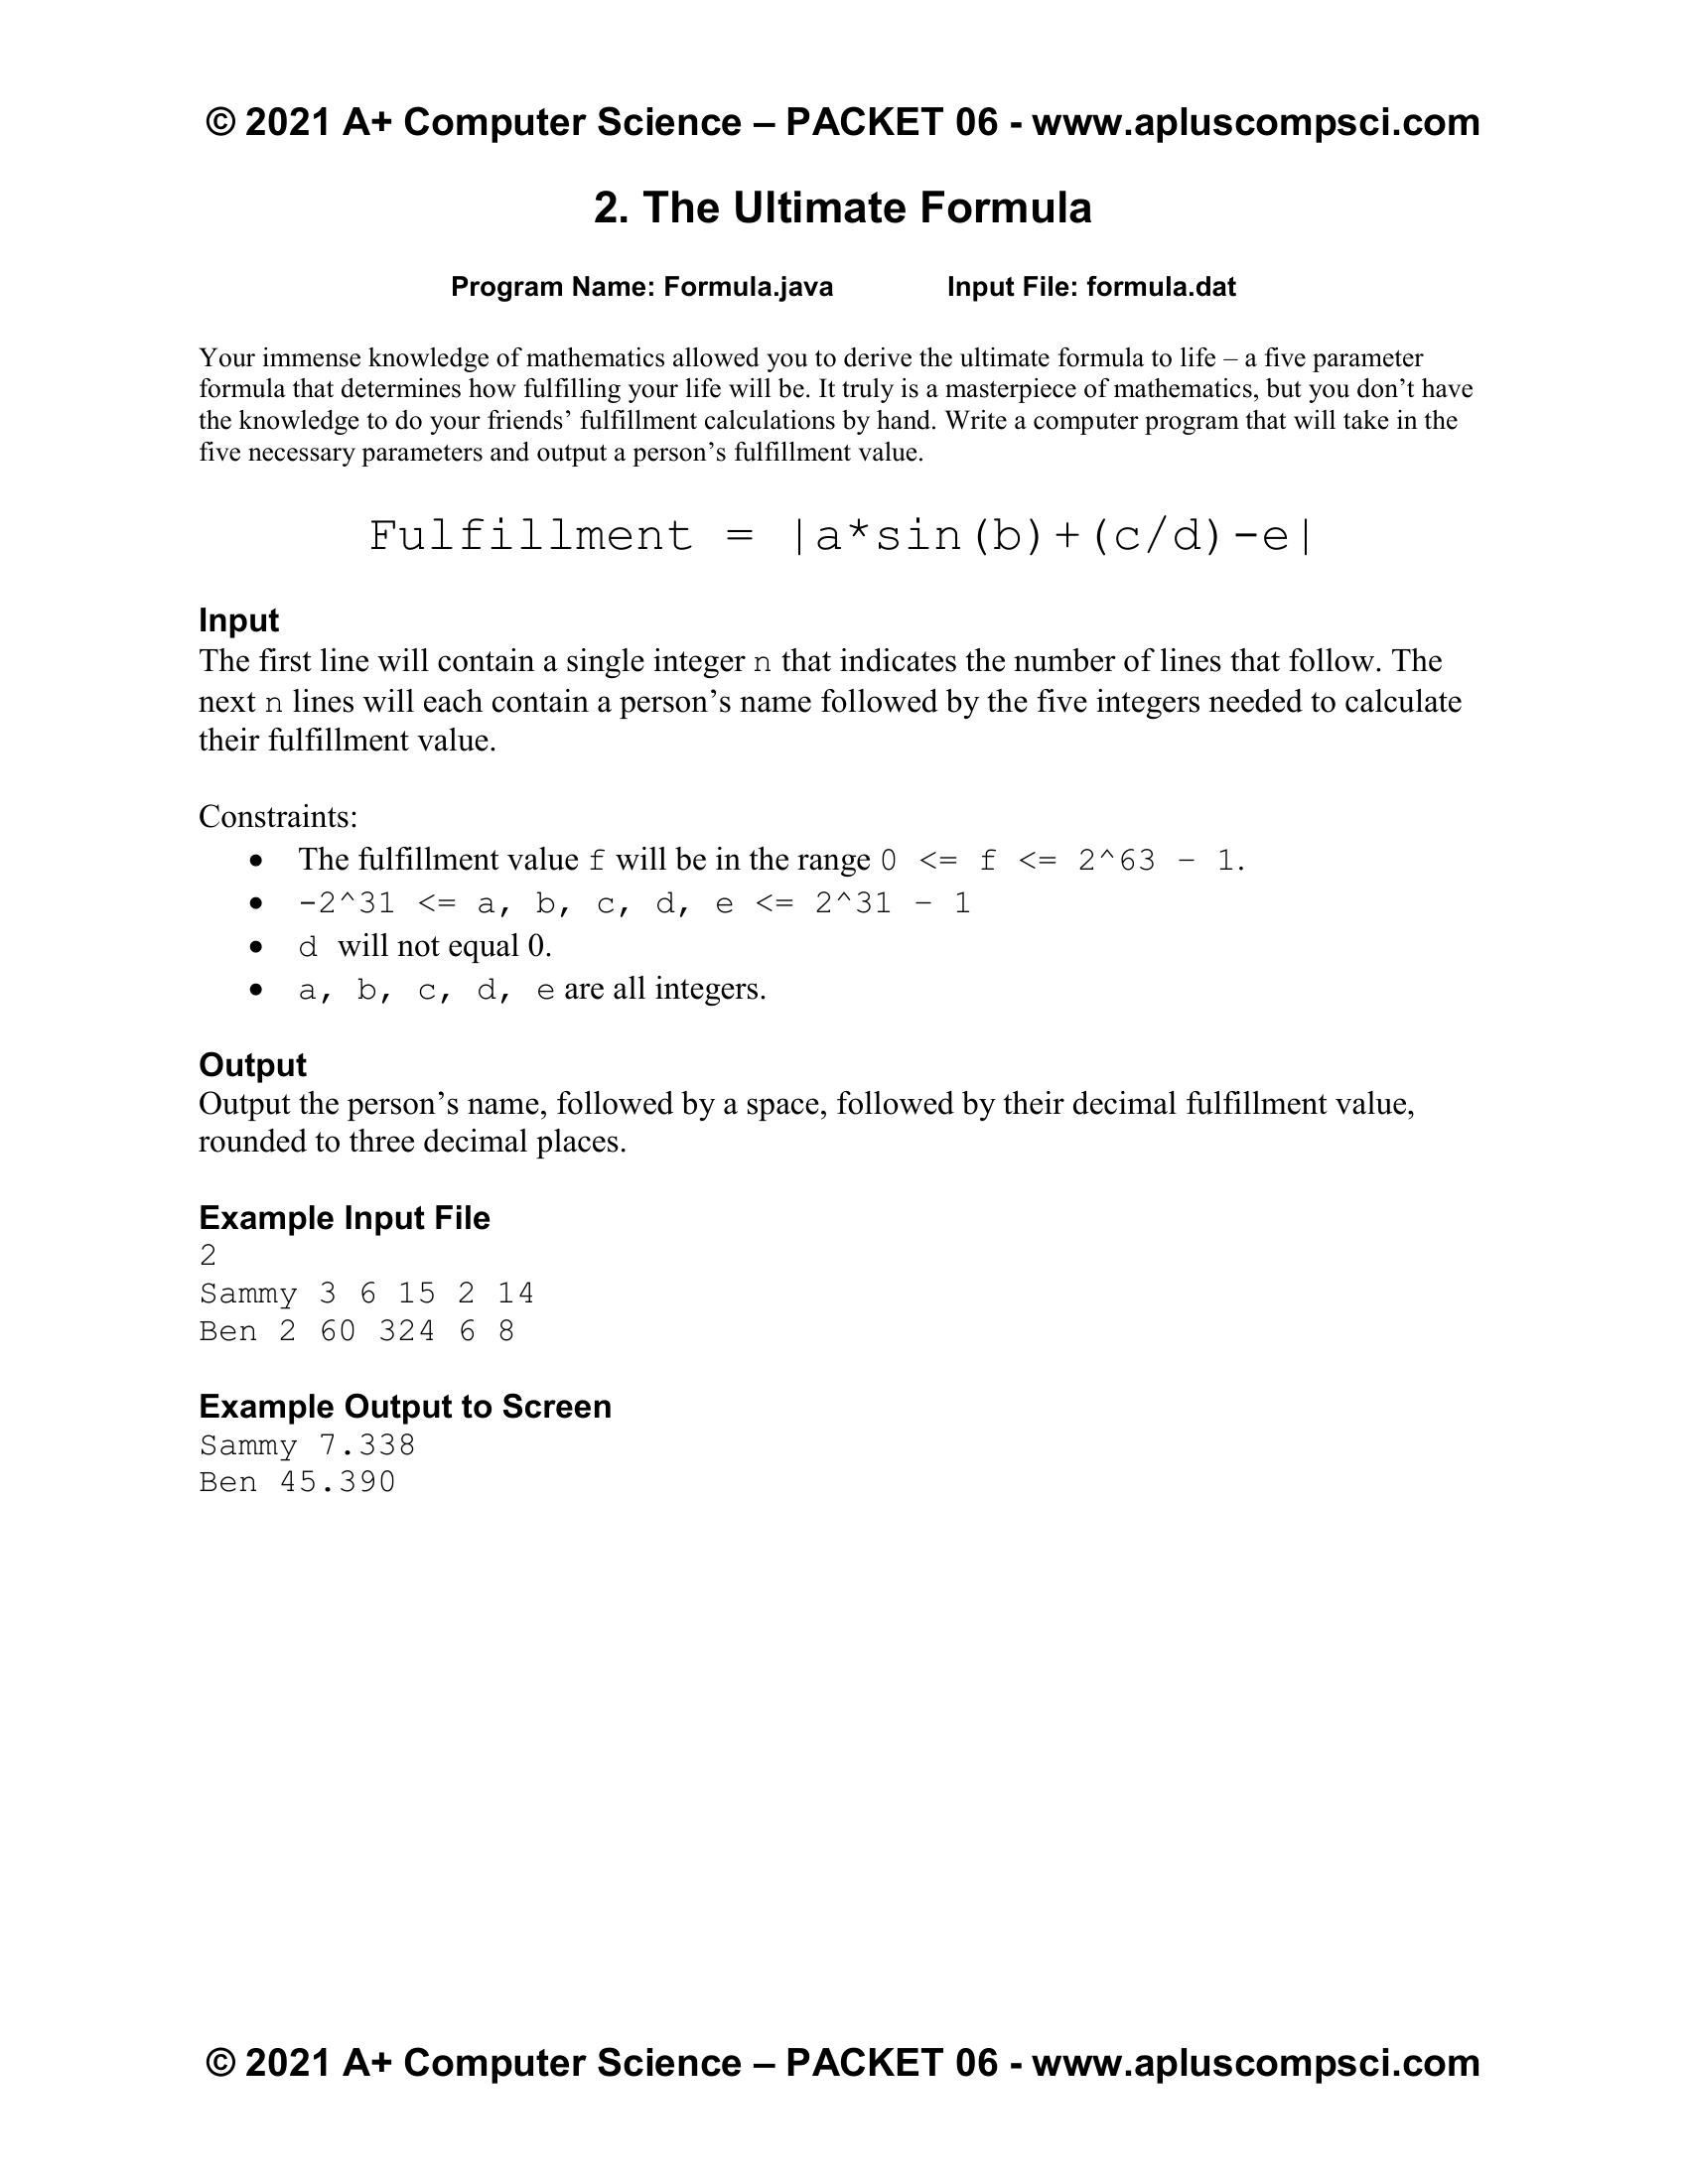 © 2021 A+ Computer Science – PACKET 06 - www.apluscompsci.com
2. The Ultimate Formula
Program Name: Formula.java Input File: formula.dat
Your immense knowledge of mathematics allowed you to derive the ultimate formula to life – a five parameter
formula that determines how fulfilling your life will be. It truly is a masterpiece of mathematics, but you don’t have
the knowledge to do your friends’ fulfillment calculations by hand. Write a computer program that will take in the
five necessary parameters and output a person’s fulfillment value.
Fulfillment = |a*sin(b)+(c/d)-e|
Input
The first line will contain a single integer n that indicates the number of lines that follow. The
next n lines will each contain a person’s name followed by the five integers needed to calculate
their fulfillment value.
Constraints:
• The fulfillment value f will be in the range 0 <= f <= 2^63 – 1.
• -2^31 <= a, b, c, d, e <= 2^31 – 1
• d will not equal 0.
• a, b, c, d, e are all integers.
Output
Output the person’s name, followed by a space, followed by their decimal fulfillment value,
rounded to three decimal places.
Example Input File
2
Sammy 3 6 15 2 14
Ben 2 60 324 6 8
Example Output to Screen
Sammy 7.338
Ben 45.390
© 2021 A+ Computer Science – PACKET 06 - www.apluscompsci.com